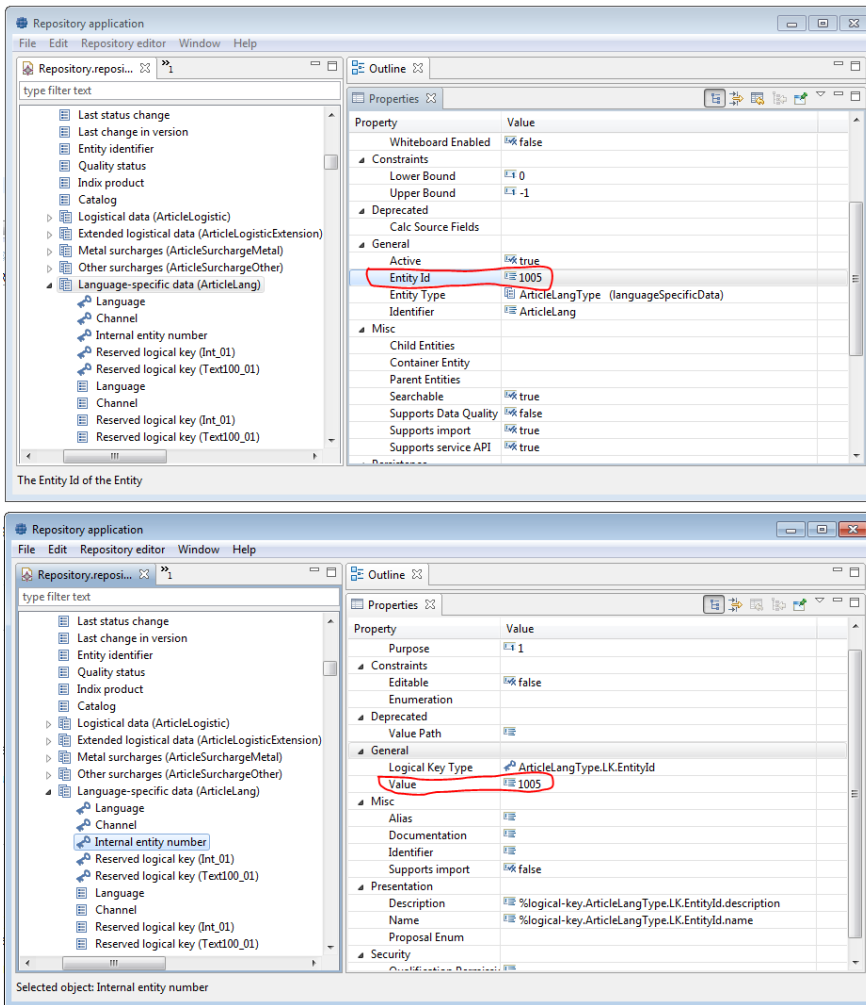 Repository application
File Edit Repository editor Window Help
Repository.reposi... »1
Outline
type filter text
Properties
Last status change
Last change in version
Entity identifier
Quality status
Indix product
Catalog
Logistical data (ArticleLogistic)
Extended logistical data (ArticleLogisticExtension)
Metal surcharges (ArticleSurchargeMetal)
Other surcharges (ArticleSurchargeOther)
Language-specific data (ArticleLang)
Language
Channel
Internal entity number
Reserved logical key (Int_01)
Reserved logical key (Text100_01)
Language
Channel
Reserved logical key (Int_01)
Reserved logical key (Text100_01)
Property Value
Whiteboard Enabled false
Constraints
Lower Bound 0
Upper Bound -1
Deprecated
Calc Source Fields
General
Active true
Entity Id 1005
Entity Type ArticleLangType (languageSpecificData)
Identifier ArticleLang
Misc
Child Entities
Container Entity
Parent Entities
Searchable true
Supports Data Quality false
Supports import true
Supports service API true
The Entity Id of the Entity
Repository application
File Edit Repository editor Window Help
Repository.reposi... »1
Outline
type filter text
Properties
Last status change
Last change in version
Entity identifier
Quality status
Indix product
Catalog
Logistical data (ArticleLogistic)
Extended logistical data (ArticleLogisticExtension)
Metal surcharges (ArticleSurchargeMetal)
Other surcharges (ArticleSurchargeOther)
Language-specific data (ArticleLang)
Language
Channel
Internal entity number
Reserved logical key (Int_01)
Reserved logical key (Text100_01)
Language
Channel
Reserved logical key (Int_01)
Reserved logical key (Text100_01)
Property Value
Purpose 1
Constraints
Editable false
Enumeration
Deprecated
Value Path
General
Logical Key Type ArticleLangType.LK.EntityId
Value 1005
Misc
Alias
Documentation
Identifier
Supports import false
Presentation
Description %logical-key.ArticleLangType.LK.EntityId.description
Name %logical-key.ArticleLangType.LK.EntityId.name
Proposal Enum
Security
Selected object: Internal entity number